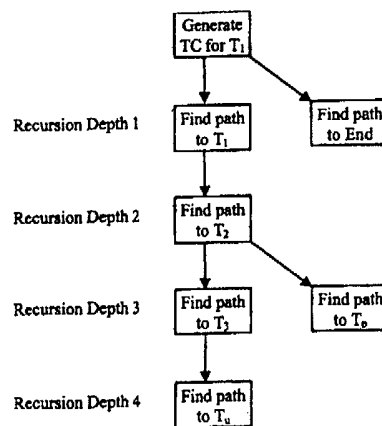 Generate
TC for T₁
Recursion Depth 1
Find path
to T₁
Find path
to End
Recursion Depth 2
Find path
to T₂
Recursion Depth 3
Find path
to T₃
Find path
to Tₚ
Recursion Depth 4
Find path
to Tᵤ